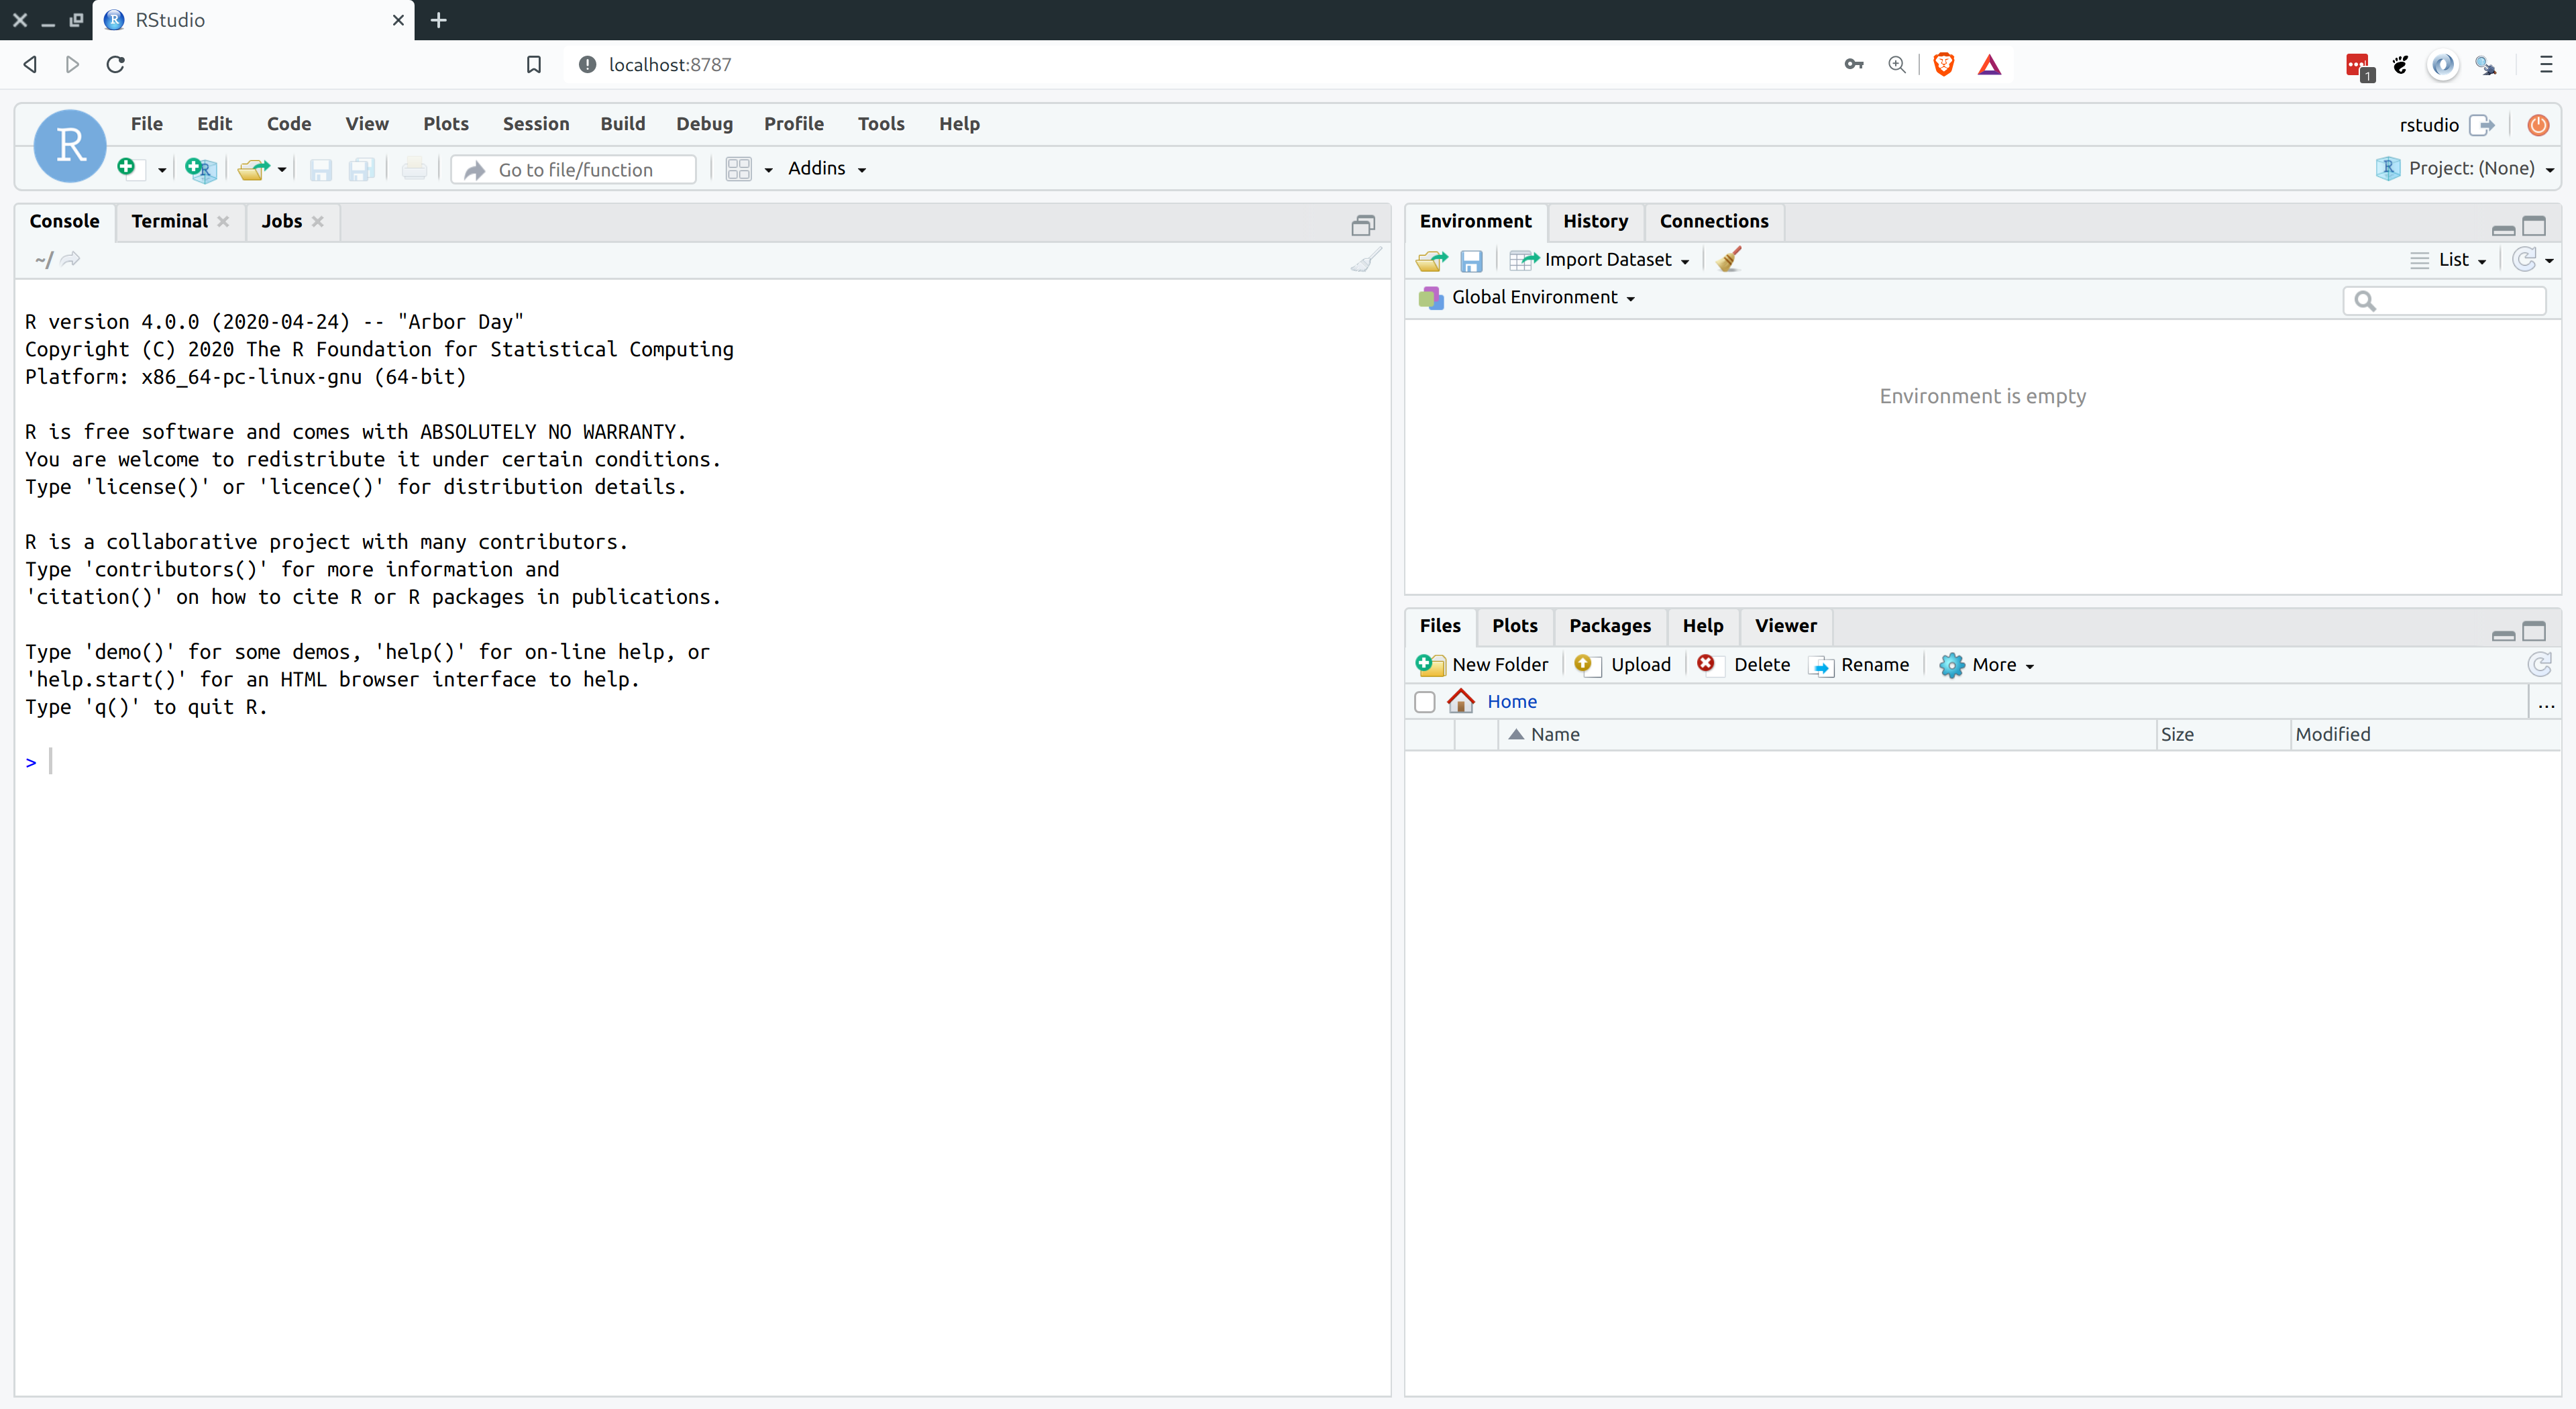 RStudio
localhost:8787
1
R
File Edit Code View Plots Session Build Debug Profile Tools Help
rstudio
Go to file/function
Addins
Project: (None)
Console Terminal Jobs
~/
R version 4.0.0 (2020-04-24) -- "Arbor Day"
Copyright (C) 2020 The R Foundation for Statistical Computing
Platform: x86_64-pc-linux-gnu (64-bit)
R is free software and comes with ABSOLUTELY NO WARRANTY.
You are welcome to redistribute it under certain conditions.
Type 'license()' or 'licence()' for distribution details.
R is a collaborative project with many contributors.
Type 'contributors()' for more information and
'citation()' on how to cite R or R packages in publications.
Type 'demo()' for some demos, 'help()' for on-line help, or
'help.start()' for an HTML browser interface to help.
Type 'q()' to quit R.
>
Environment History Connections
Import Dataset
List
Global Environment
Environment is empty
Files Plots Packages Help Viewer
New Folder Upload Delete Rename More
Home
...
Name Size Modified